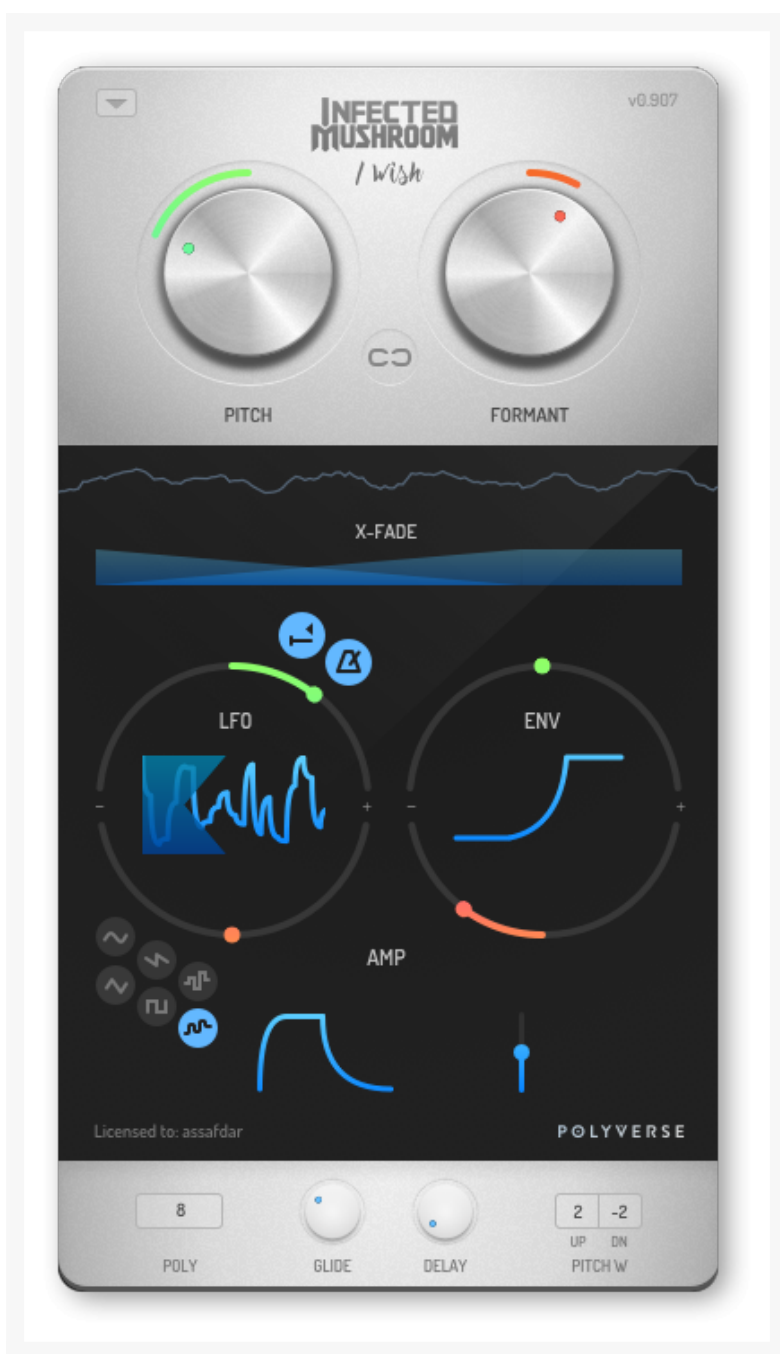 INFECTED
MUSHROOM
v0.907
I Wish
PITCH
FORMANT
X-FADE
LFO
ENV
- +
- +
AMP
Licensed to: assafdar
POLYVERSE
8
2 -2
UP DN
POLY
GLIDE
DELAY
PITCH W